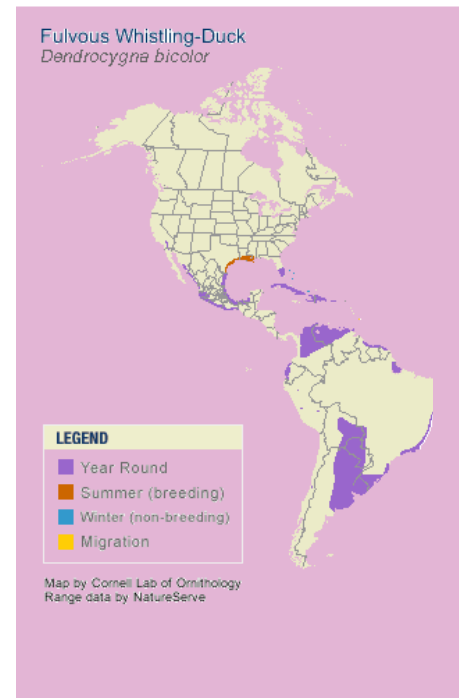 Fulvous Whistling-Duck
Dendrocygna bicolor
LEGEND
Year Round
Summer (breeding)
Winter (non-breeding)
Migration
Map by Cornell Lab of Ornithology
Range data by NatureServe